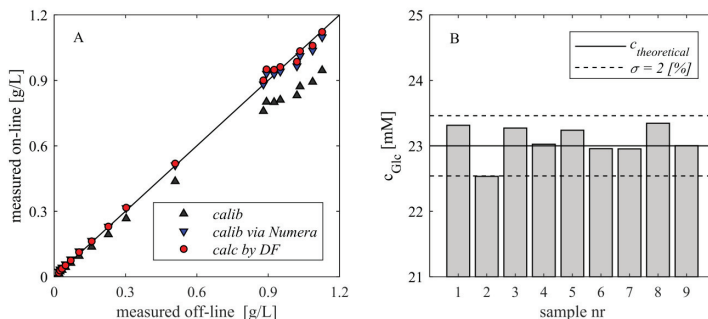 A
measured on-line [g/L]
1.2
0.9
0.6
0.3
0
0 0.3 0.6 0.9 1.2
measured off-line [g/L]
calib
calib via Numera
calc by DF
B
c_Glc [mM]
25
24
23
22
21
c_theoretical
σ = 2 [%]
1 2 3 4 5 6 7 8 9
sample nr